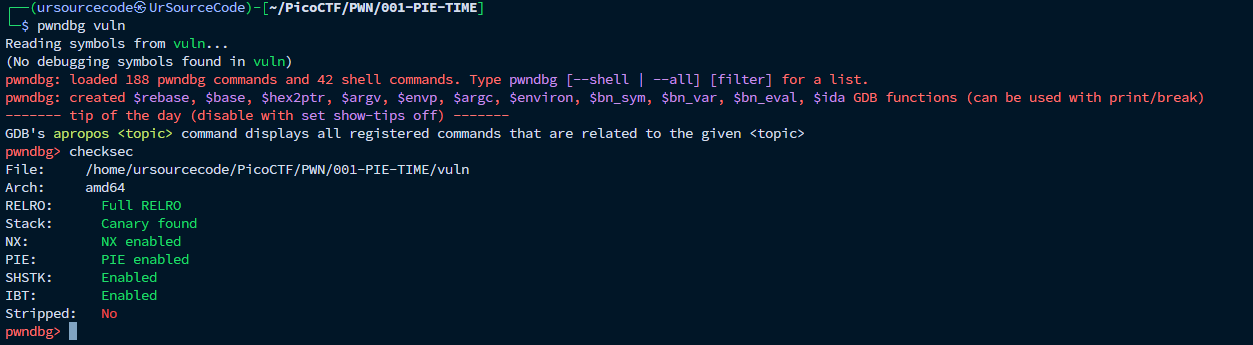 ┌──(ursourcecode㉿UrSourceCode)-[~/PicoCTF/PWN/001-PIE-TIME]
└─$ pwndbg vuln
Reading symbols from vuln...
(No debugging symbols found in vuln)
pwndbg: loaded 188 pwndbg commands and 42 shell commands. Type pwndbg [--shell | --all] [filter] for a list.
pwndbg: created $rebase, $base, $hex2ptr, $argv, $envp, $argc, $environ, $bn_sym, $bn_var, $bn_eval, $ida GDB functions (can be used with print/break)
------- tip of the day (disable with set show-tips off) -------
GDB's apropos <topic> command displays all registered commands that are related to the given <topic>
pwndbg> checksec
File:     /home/ursourcecode/PicoCTF/PWN/001-PIE-TIME/vuln
Arch:     amd64
RELRO:      Full RELRO
Stack:      Canary found
NX:         NX enabled
PIE:        PIE enabled
SHSTK:      Enabled
IBT:        Enabled
Stripped:   No
pwndbg>